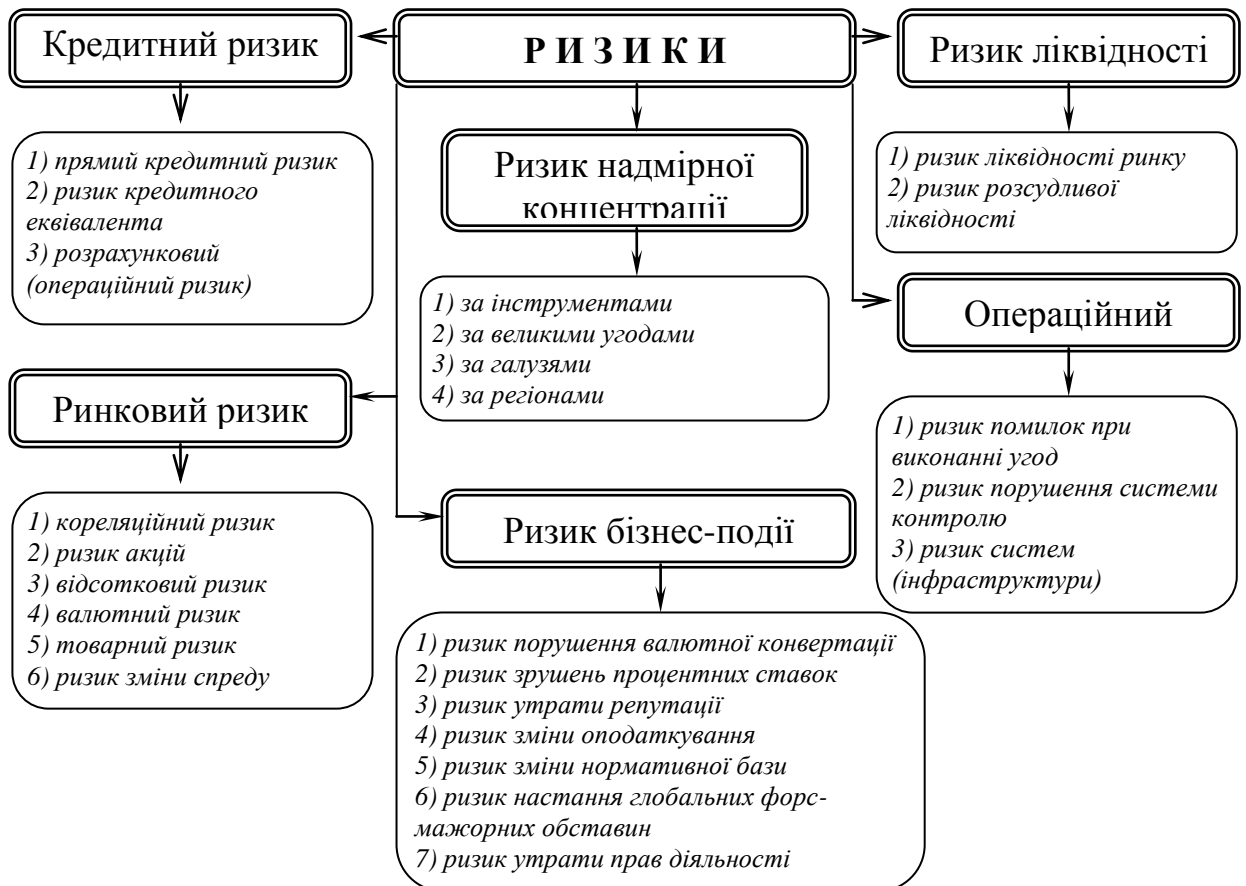 Р И З И К И
Кредитний ризик
1) прямий кредитний ризик
2) ризик кредитного
еквівалента
3) розрахунковий
(операційний ризик)
Ринковий ризик
1) кореляційний ризик
2) ризик акцій
3) відсотковий ризик
4) валютний ризик
5) товарний ризик
6) ризик зміни спреду
Ризик надмірної
концентрації
1) за інструментами
2) за великими угодами
3) за галузями
4) за регіонами
Ризик бізнес-події
1) ризик порушення валютної конвертації
2) ризик зрушень процентних ставок
3) ризик утрати репутації
4) ризик зміни оподаткування
5) ризик зміни нормативної бази
6) ризик настання глобальних форс-
мажорних обставин
7) ризик утрати прав діяльності
Ризик ліквідності
1) ризик ліквідності ринку
2) ризик розсудливої
ліквідності
Операційний
1) ризик помилок при
виконанні угод
2) ризик порушення системи
контролю
3) ризик систем
(інфраструктури)